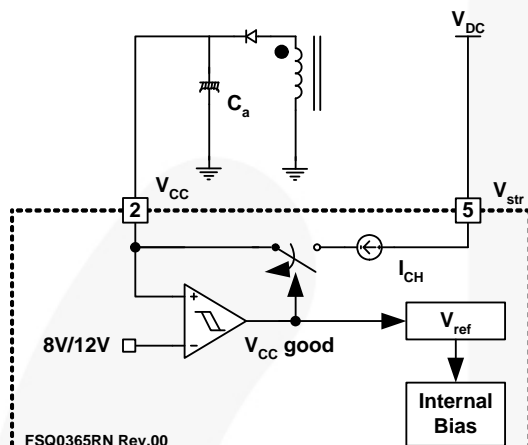 V_DC
C_a
V_CC
V_str
2
5
I_CH
+
8V/12V
−
V_CC good
V_ref
Internal
Bias
FSQ0365RN Rev.00